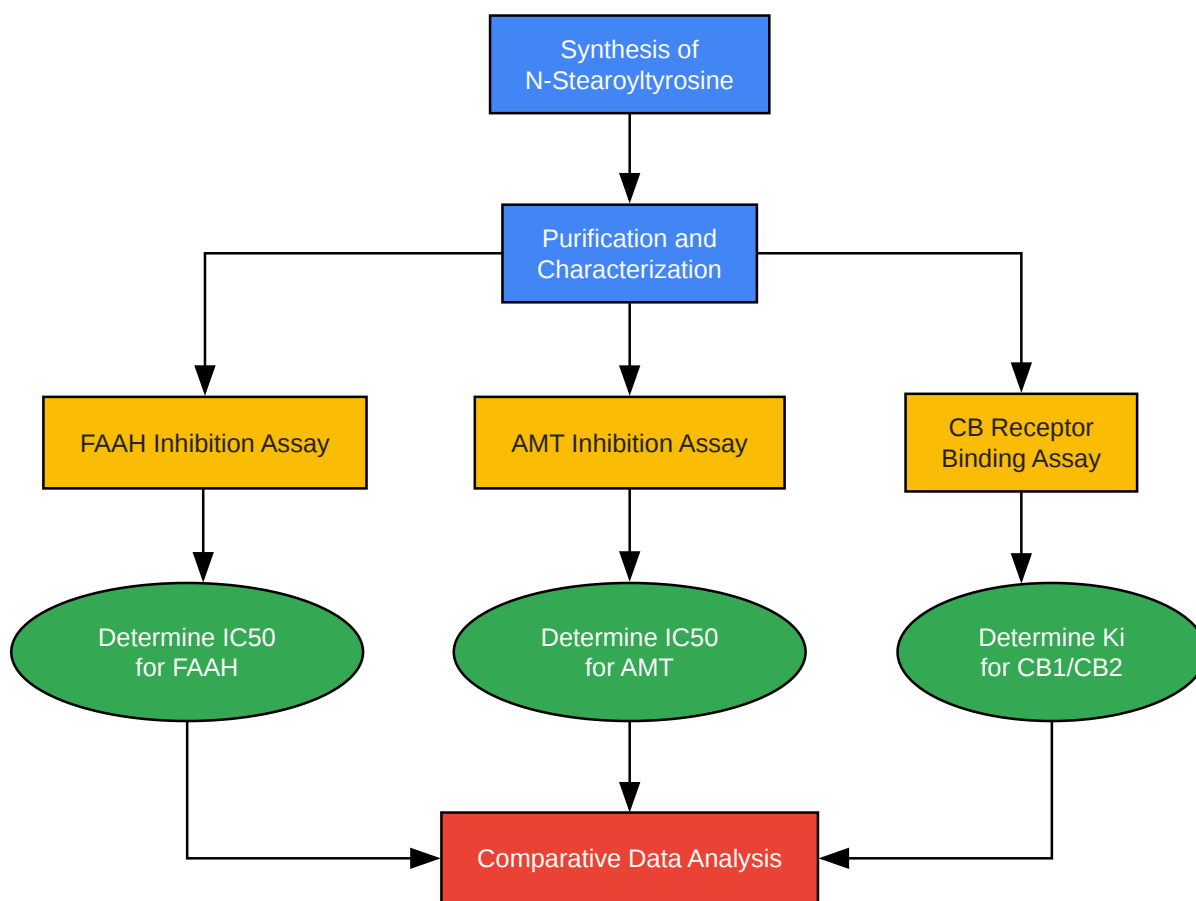 Synthesis of
N-Stearoyltyrosine
Purification and
Characterization
FAAH Inhibition Assay
AMT Inhibition Assay
CB Receptor
Binding Assay
Determine IC50
for FAAH
Determine IC50
for AMT
Determine Ki
for CB1/CB2
Comparative Data Analysis